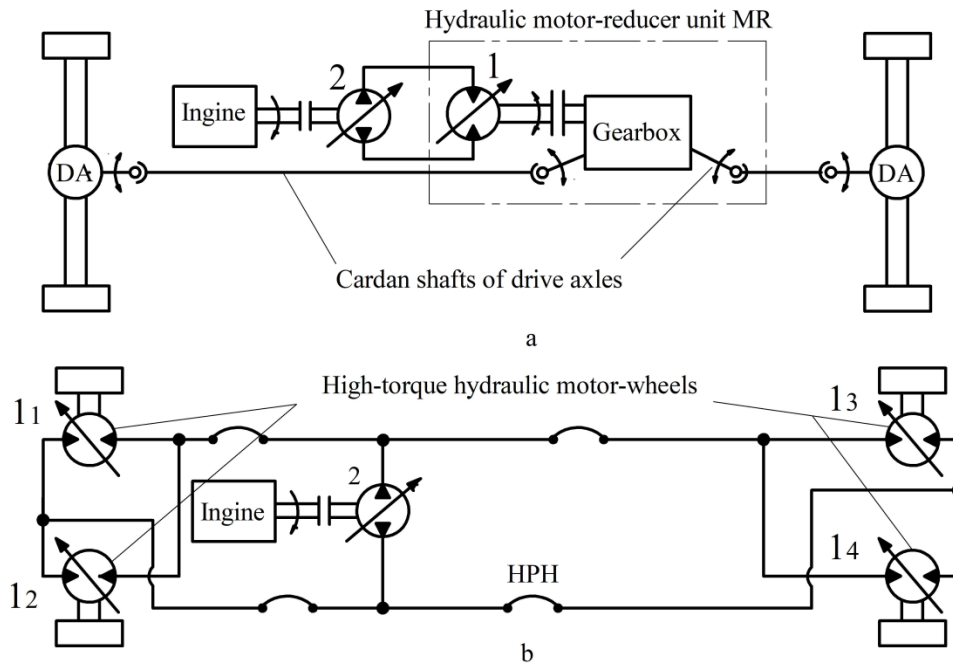 Hydraulic motor-reducer unit MR
2
1
Ingine
Gearbox
DA
DA
Cardan shafts of drive axles
a
High-torque hydraulic motor-wheels
11
13
2
Ingine
12
HPH
14
b